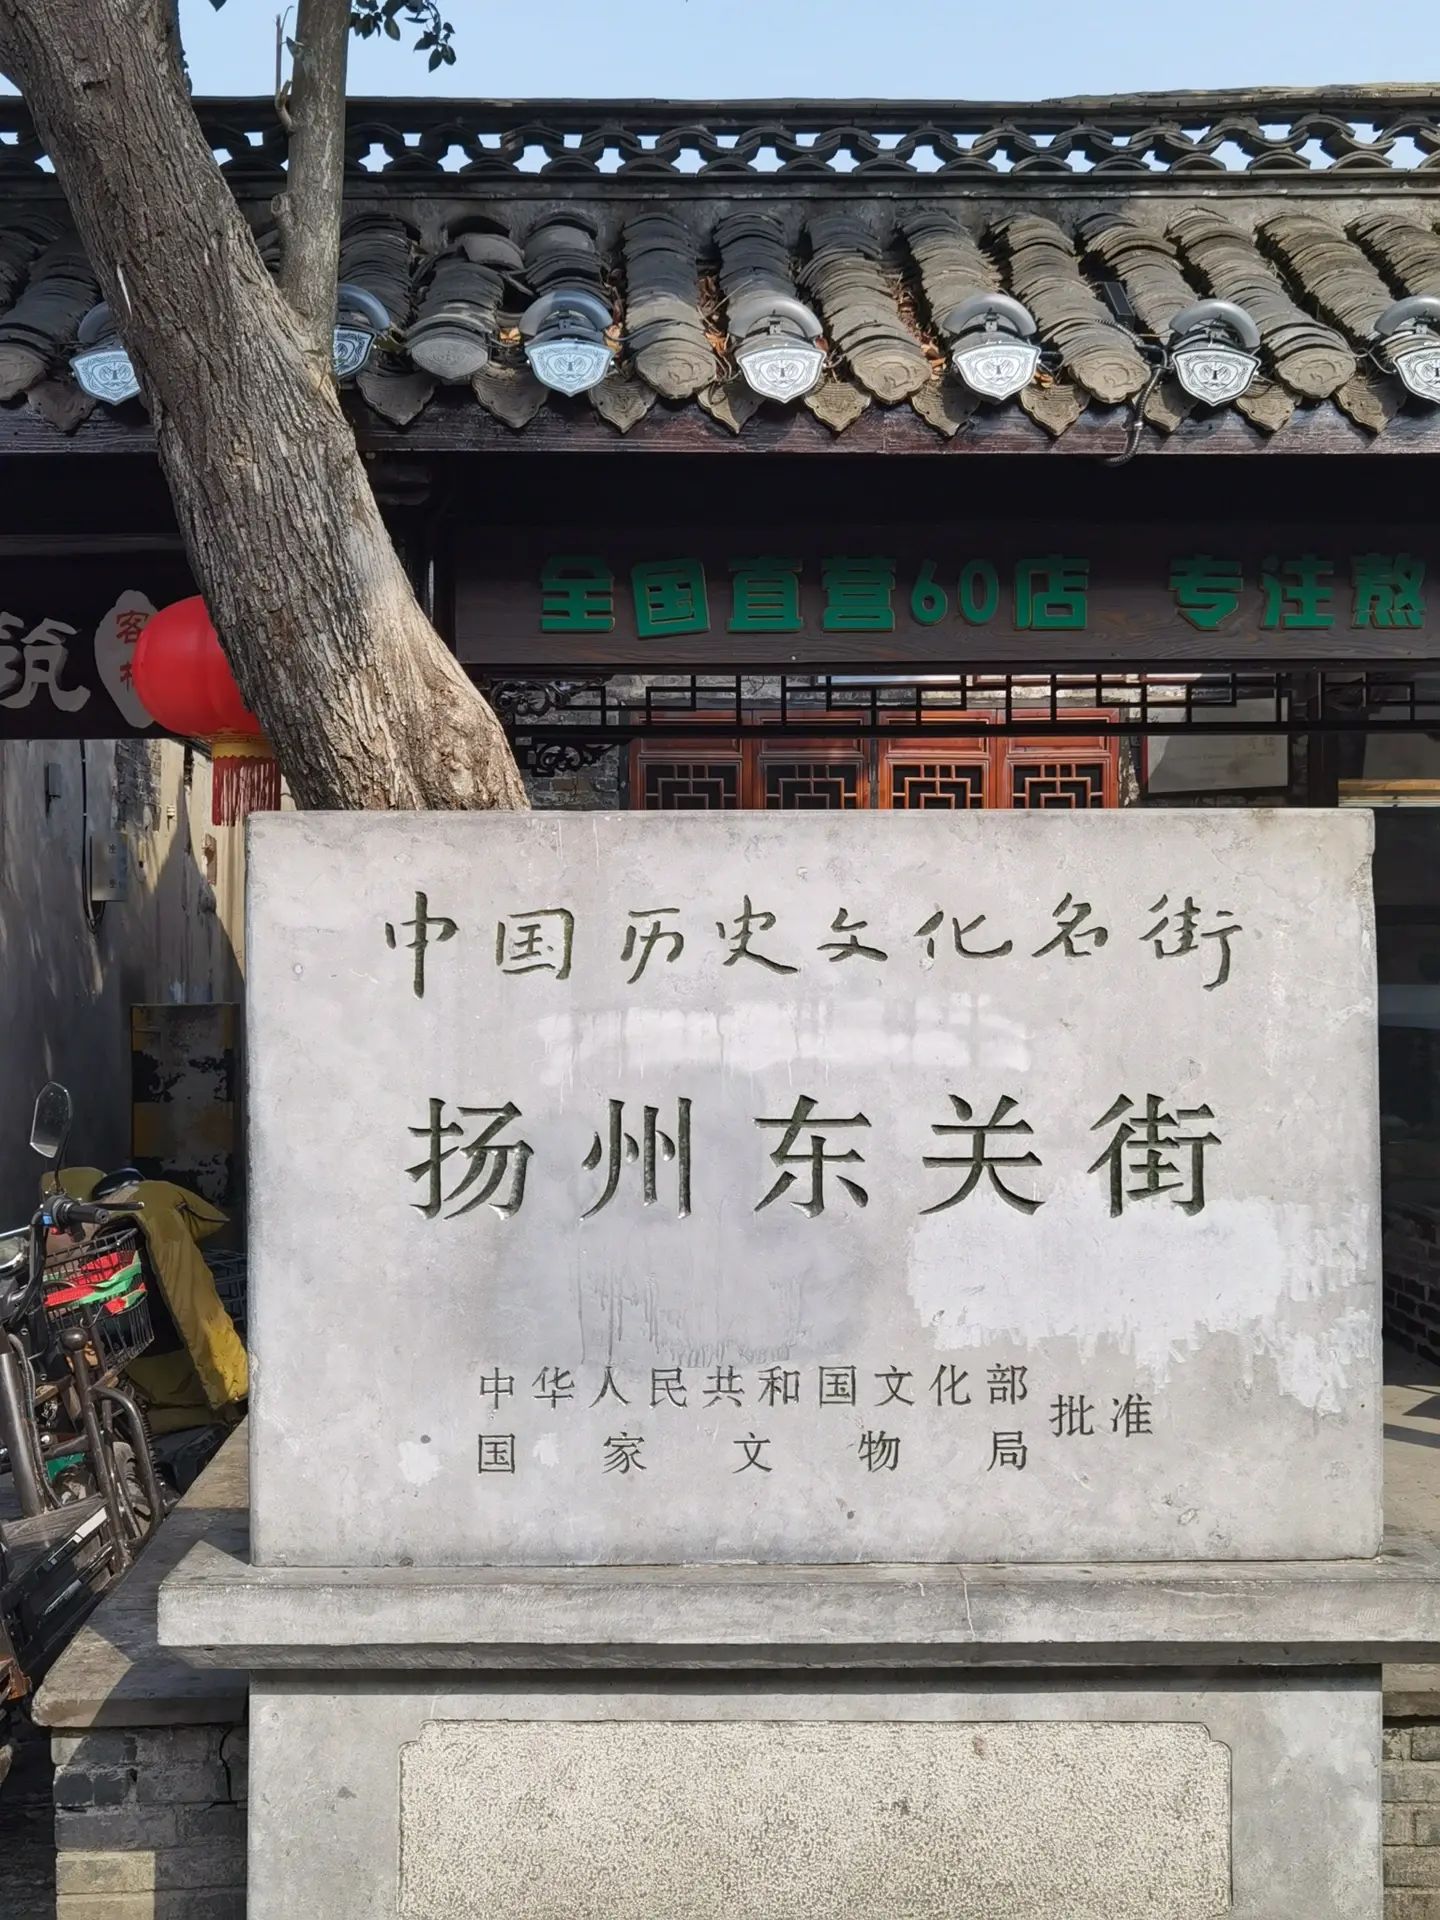 全国直营60店 专注熬
筑
客
中国历史文化名街
扬州东关街
中华人民共和国文化部
国家文物局
批准